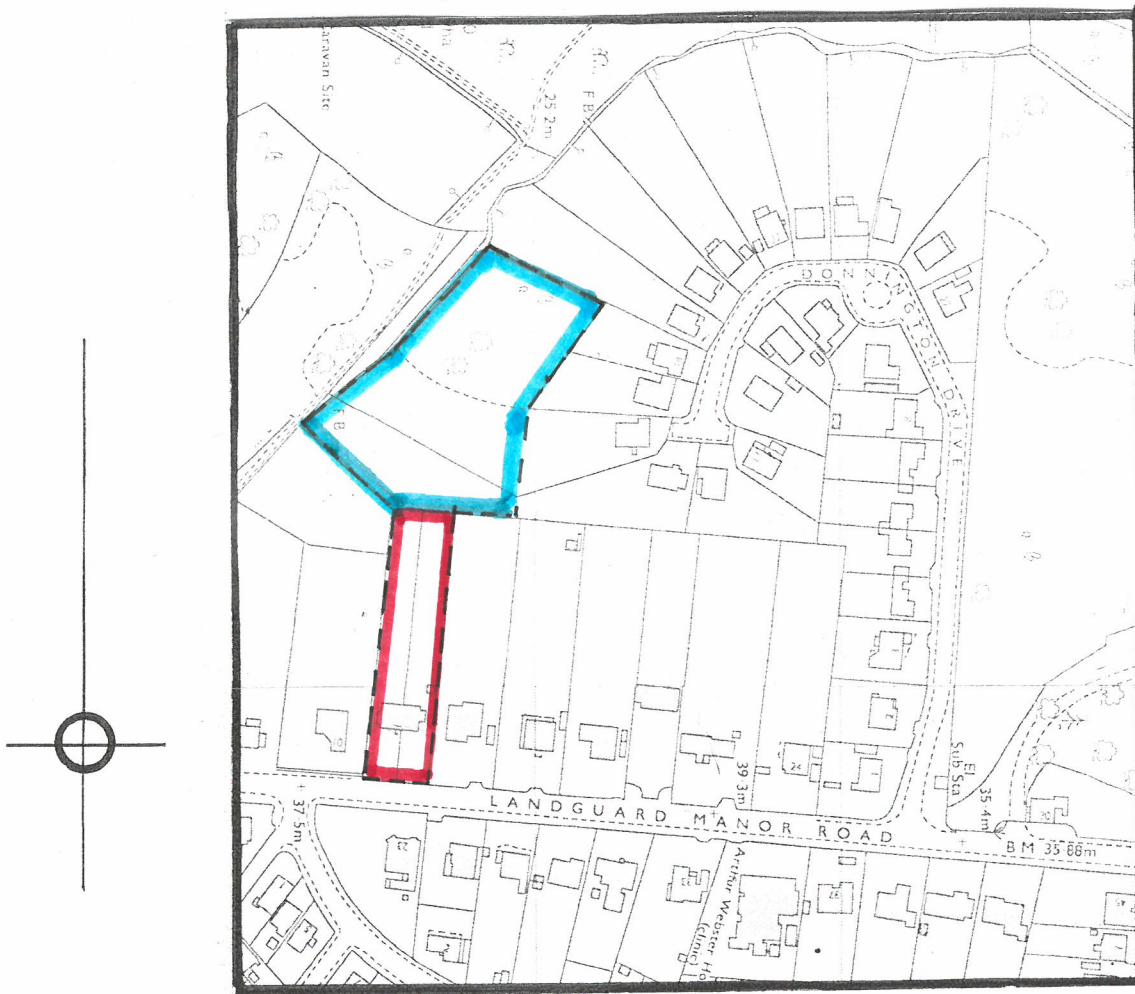 Caravan Site
25.2m
FB
FB
DONNINGTON DRIVE
El
Sub Sta
35.4m
39.3m
37.5m
LANDGUARD MANOR ROAD
BM 35.88m
Arthur Webster Ho
(clinic)
24